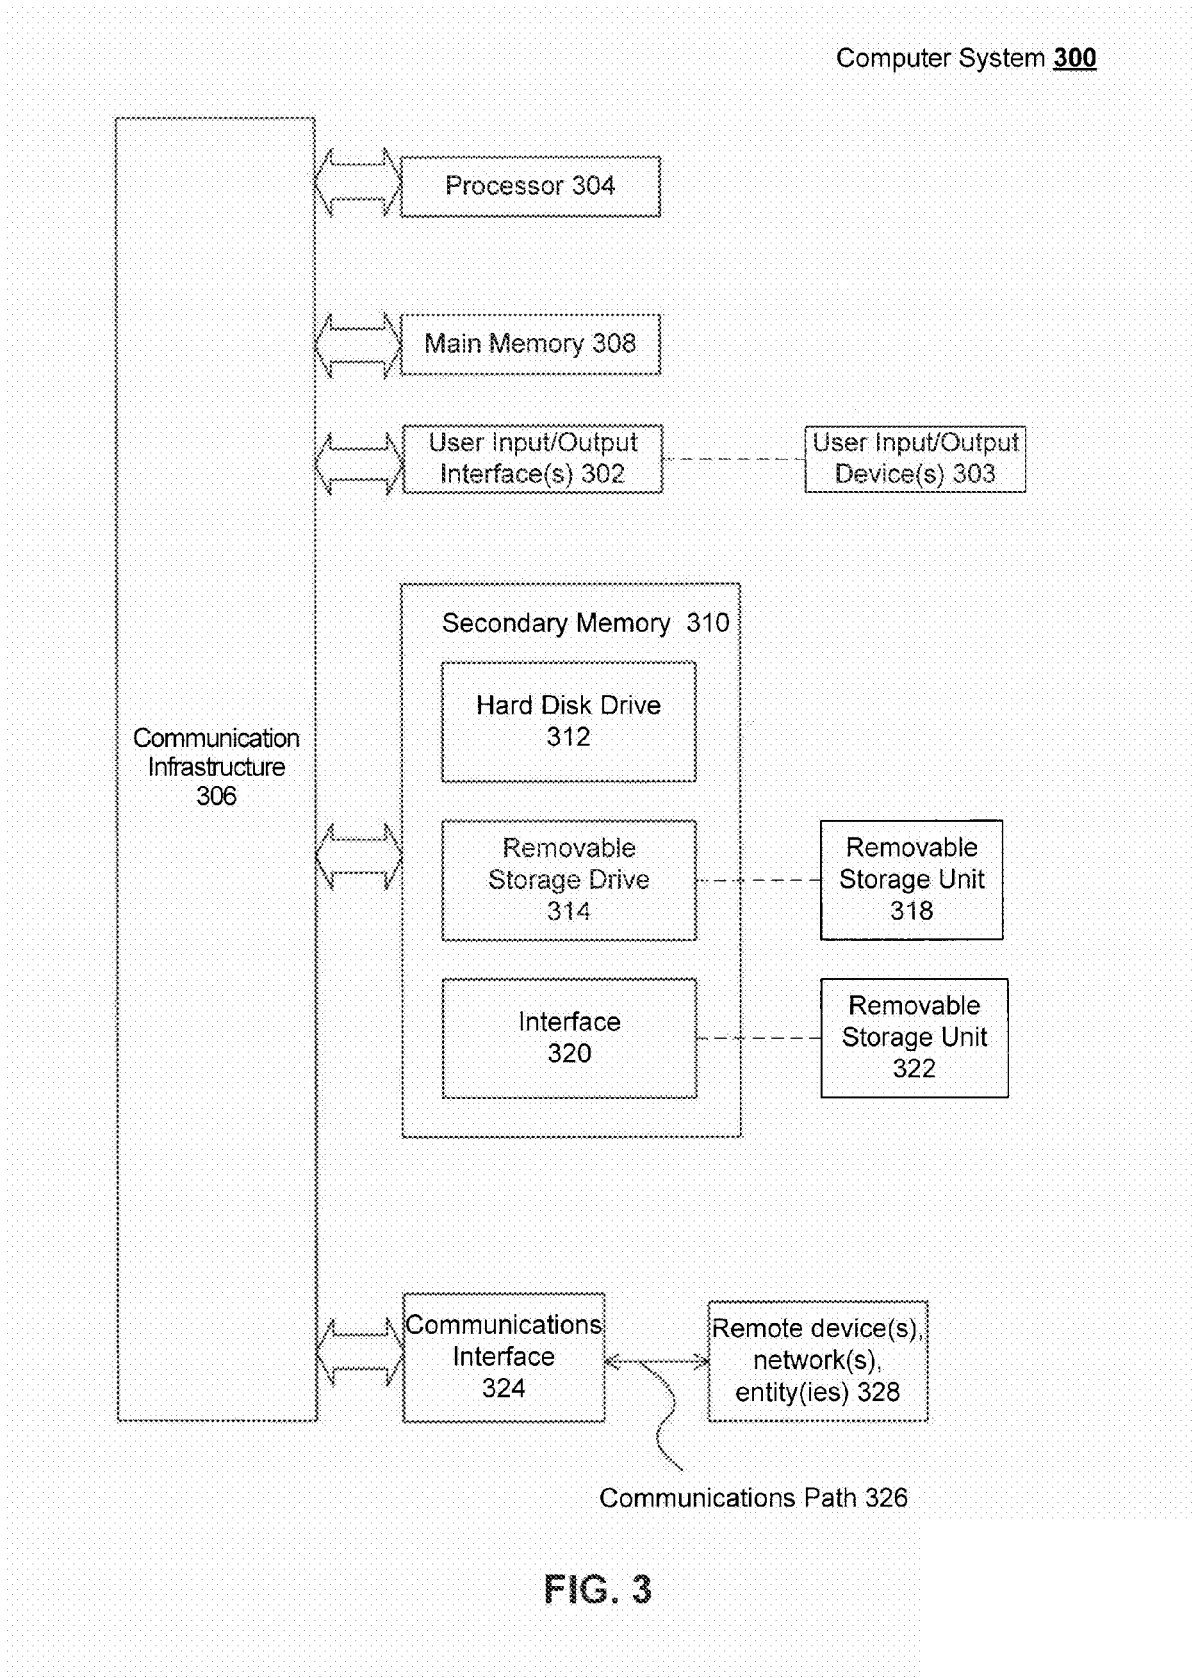 Computer System 300
Processor 304
Main Memory 308
User Input/Output
Interface(s) 302
User Input/Output
Device(s) 303
Secondary Memory 310
Hard Disk Drive
312
Communication
Infrastructure
306
Removable
Storage Drive
314
Removable
Storage Unit
318
Interface
320
Removable
Storage Unit
322
Communications
Interface
324
Remote device(s),
network(s),
entity(ies) 328
Communications Path 326
FIG. 3